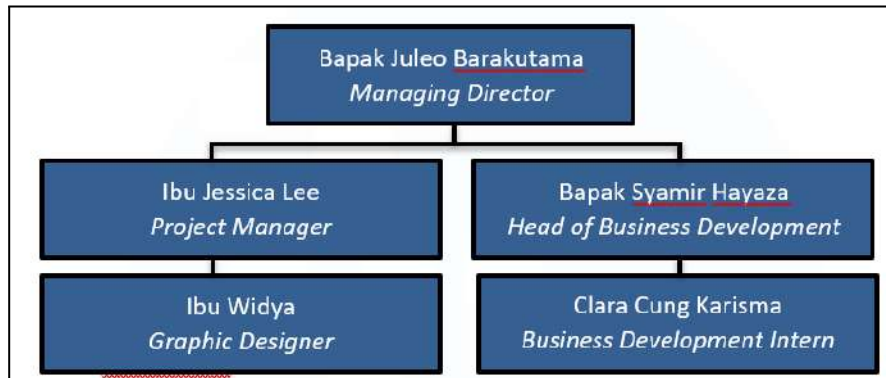 Bapak Juleo Barakutama
Managing Director
Ibu Jessica Lee
Project Manager
Bapak Syamir Hayaza
Head of Business Development
Ibu Widya
Graphic Designer
Clara Cung Karisma
Business Development Intern